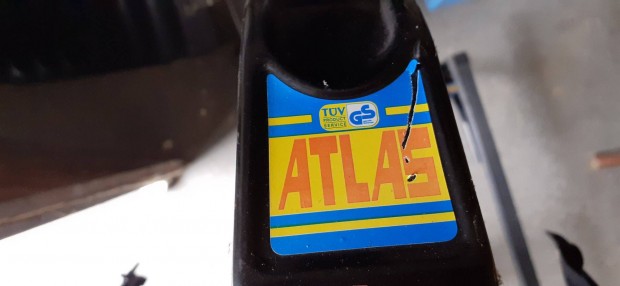 TÜV
PRODUCT
SERVICE
GS
ATLAS